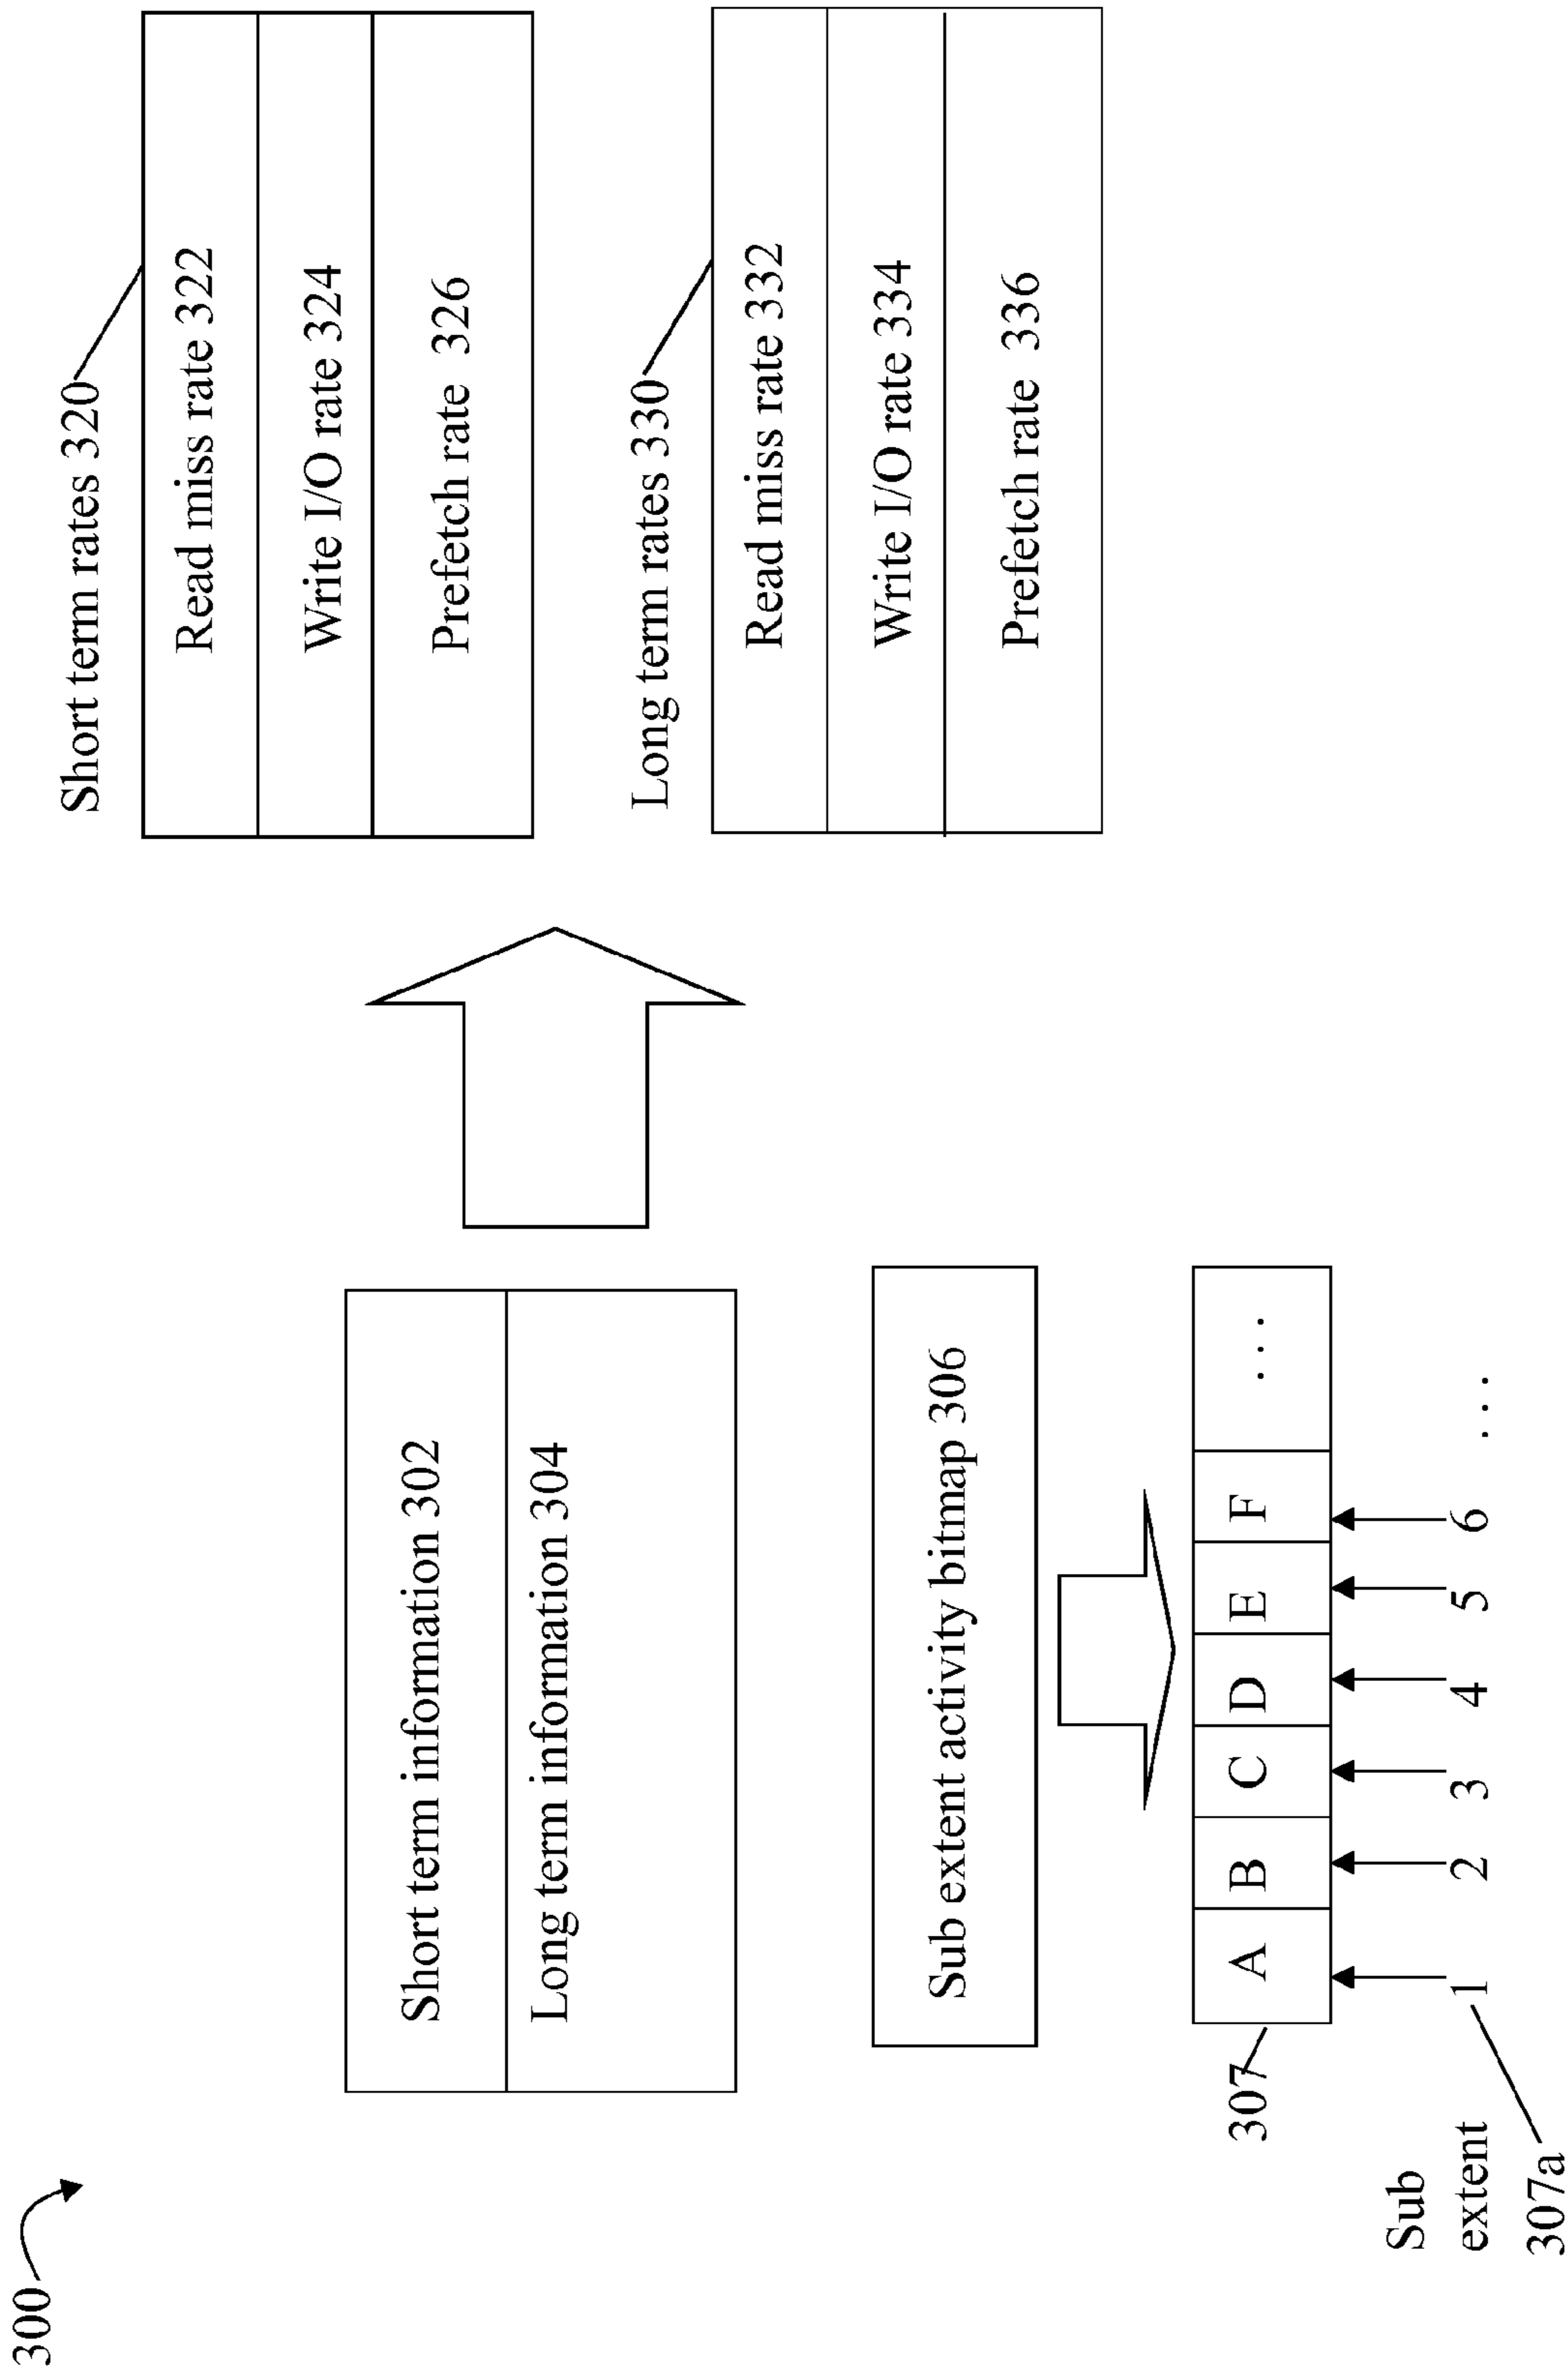 300
Short term information 302
Long term information 304
Short term rates 320
Read miss rate 322
Write I/O rate 324
Prefetch rate 326
Long term rates 330
Read miss rate 332
Write I/O rate 334
Prefetch rate 336
Sub extent activity bitmap 306
307 A B C D E F ...
Sub
extent 1 2 3 4 5 6 ...
307a